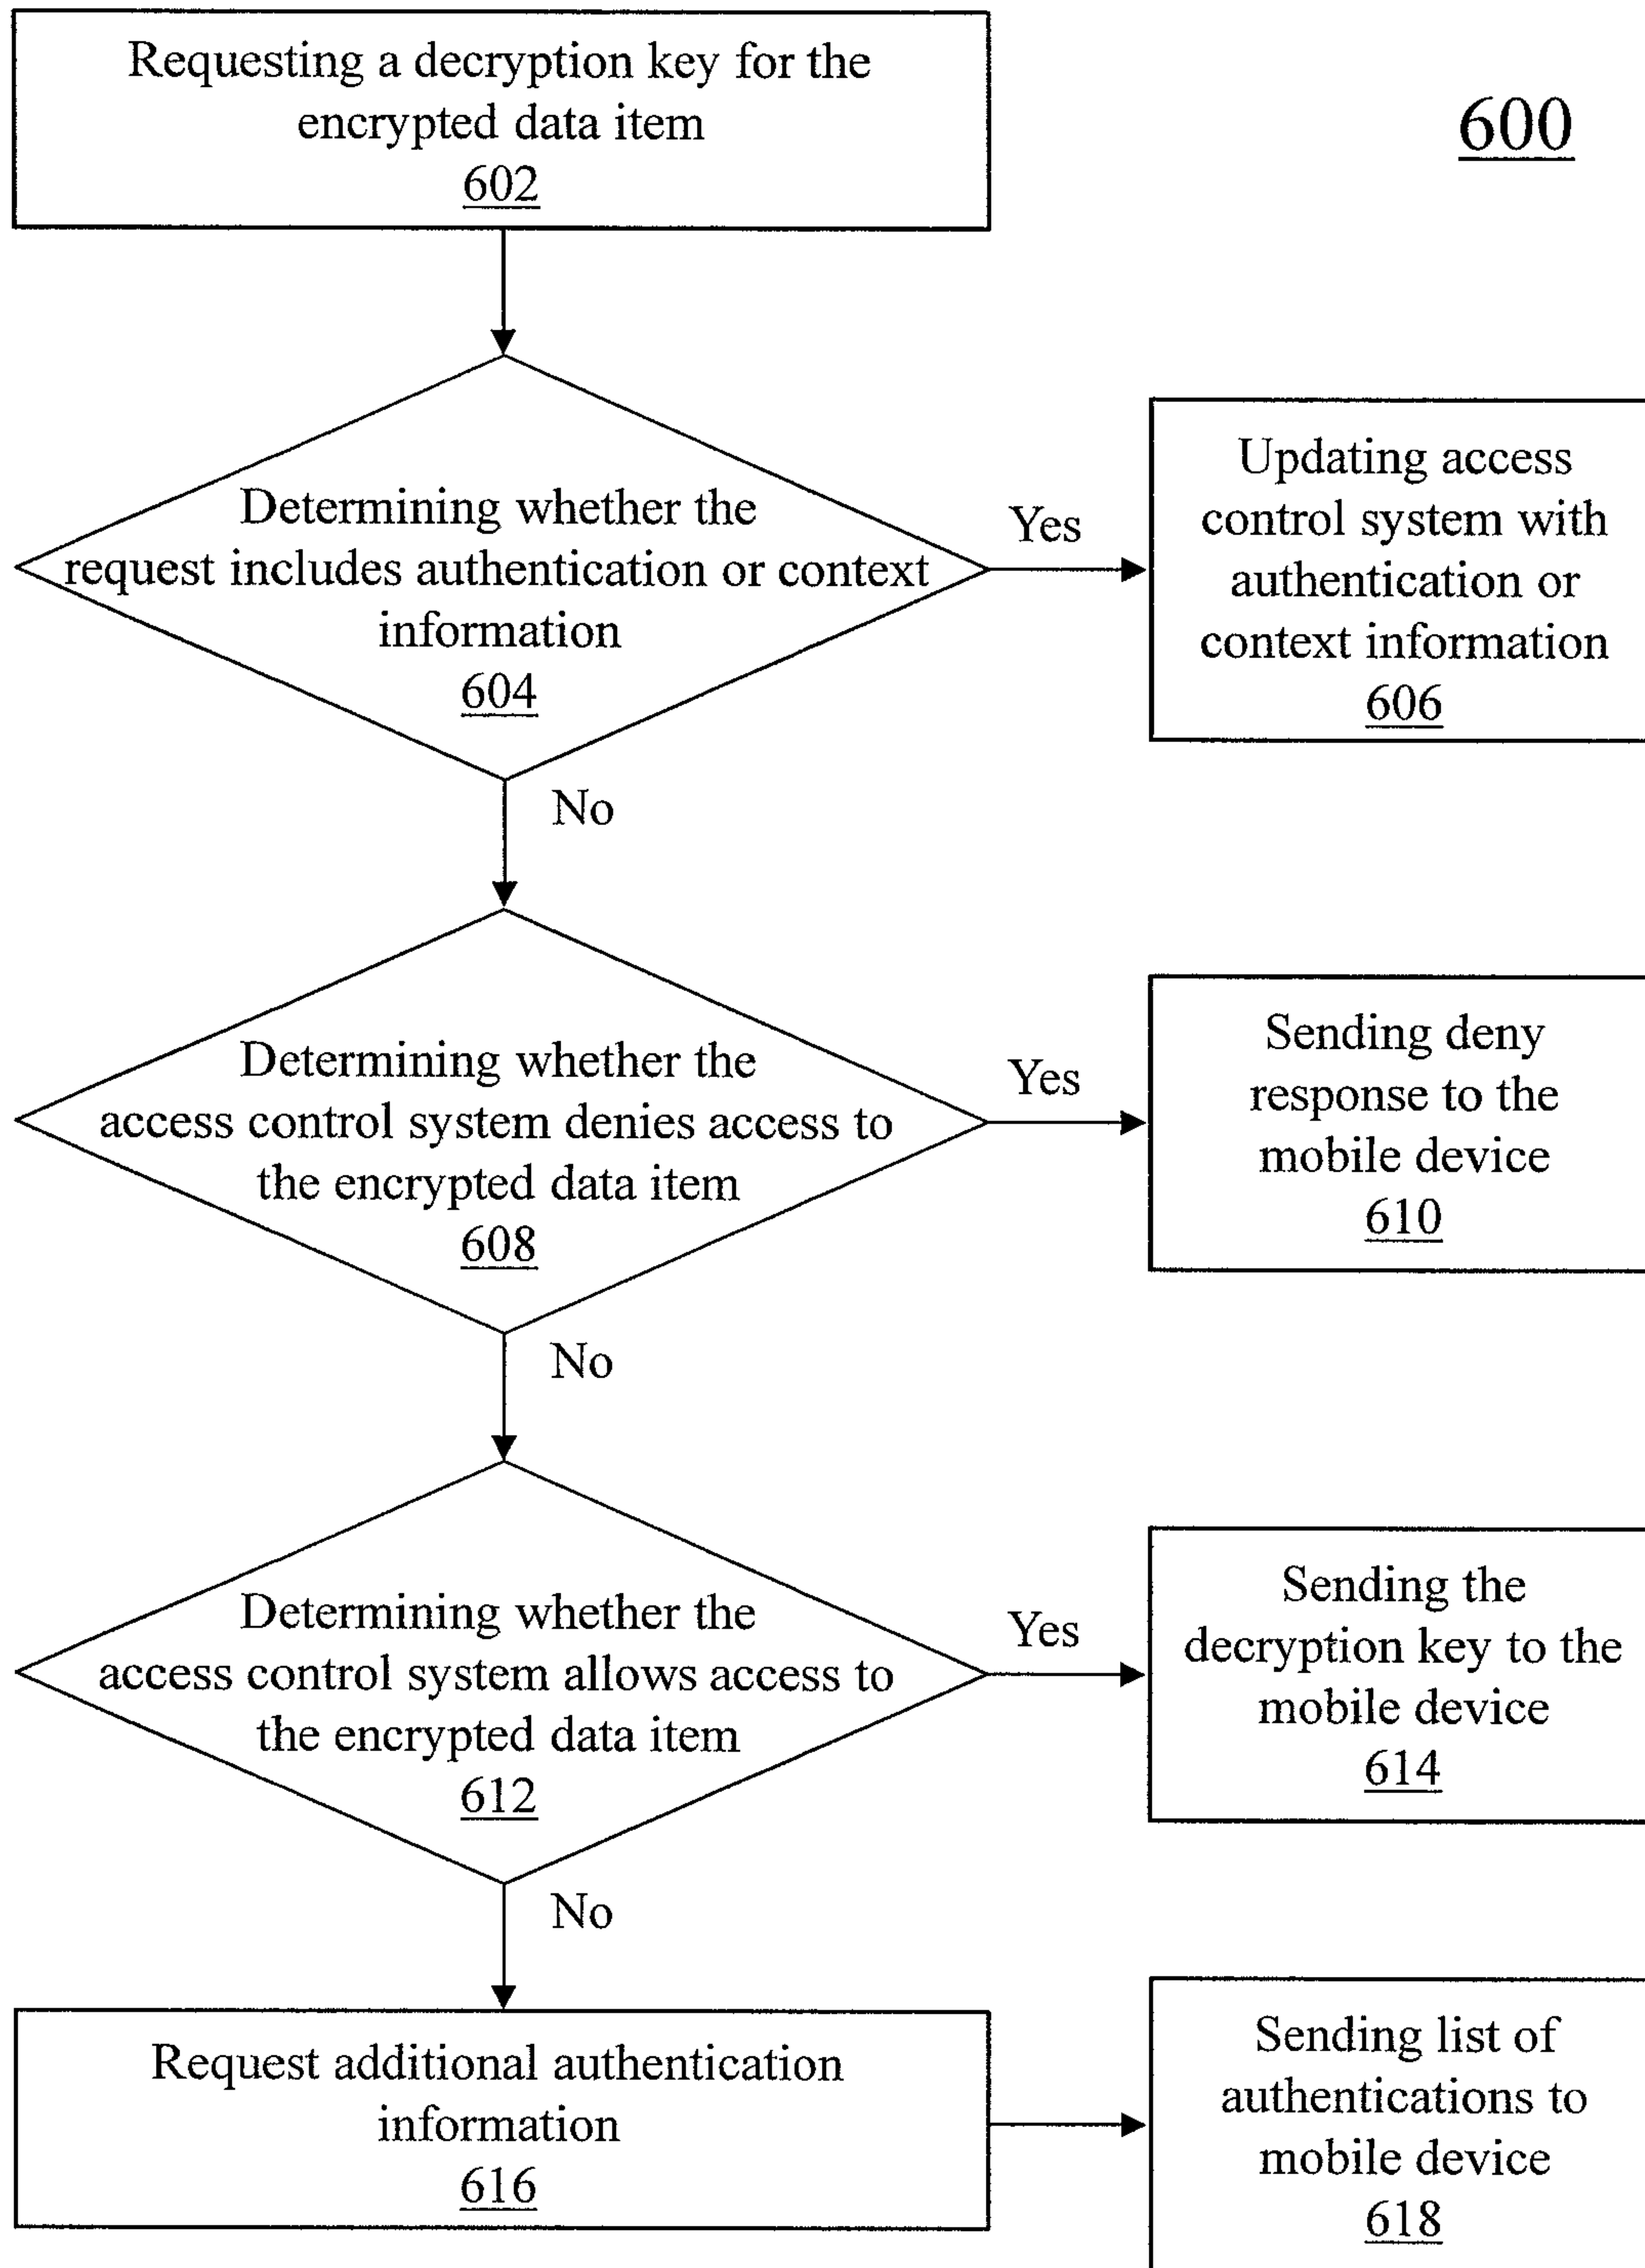 Requesting a decryption key for the
encrypted data item
602
600
Determining whether the
request includes authentication or context
information
604
Yes
Updating access
control system with
authentication or
context information
606
No
Determining whether the
access control system denies access to
the encrypted data item
608
Yes
Sending deny
response to the
mobile device
610
No
Determining whether the
access control system allows access to
the encrypted data item
612
Yes
Sending the
decryption key to the
mobile device
614
No
Request additional authentication
information
616
Sending list of
authentications to
mobile device
618